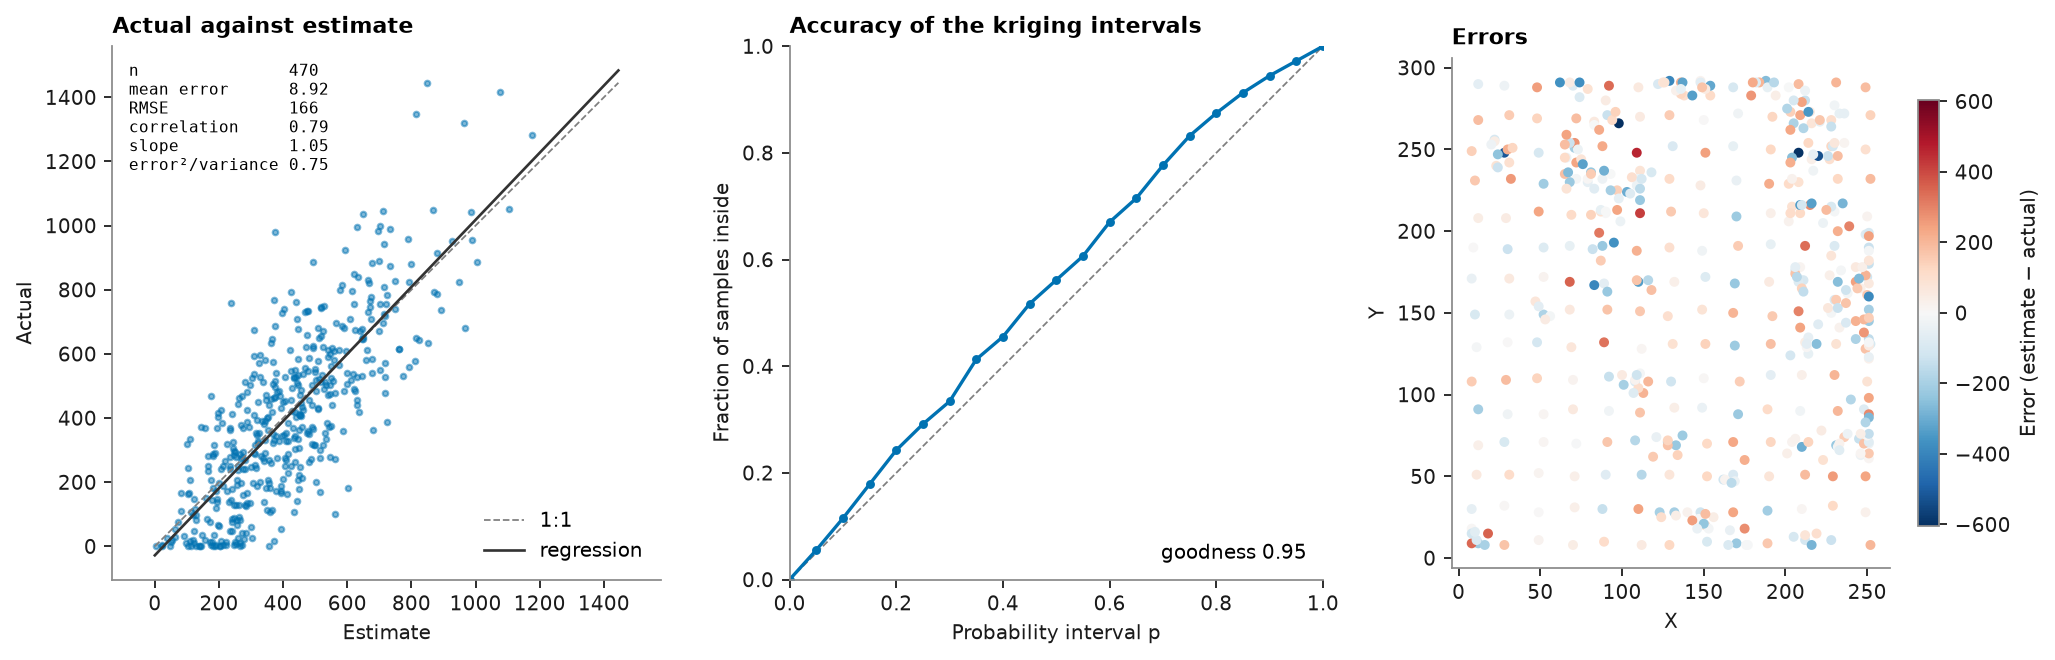 Actual against estimate
n 470
mean error 8.92
RMSE 166
correlation 0.79
slope 1.05
error²/variance 0.75
1400
1200
1000
800
600
400
200
0
Actual
0 200 400 600 800 1000 1200 1400
Estimate
1:1
regression
Accuracy of the kriging intervals
1.0
0.8
0.6
0.4
0.2
0.0
Fraction of samples inside
0.0 0.2 0.4 0.6 0.8 1.0
Probability interval p
goodness 0.95
Errors
300
250
200
150
100
50
0
Y
0 50 100 150 200 250
X
600
400
200
0
−200
−400
−600
Error (estimate − actual)